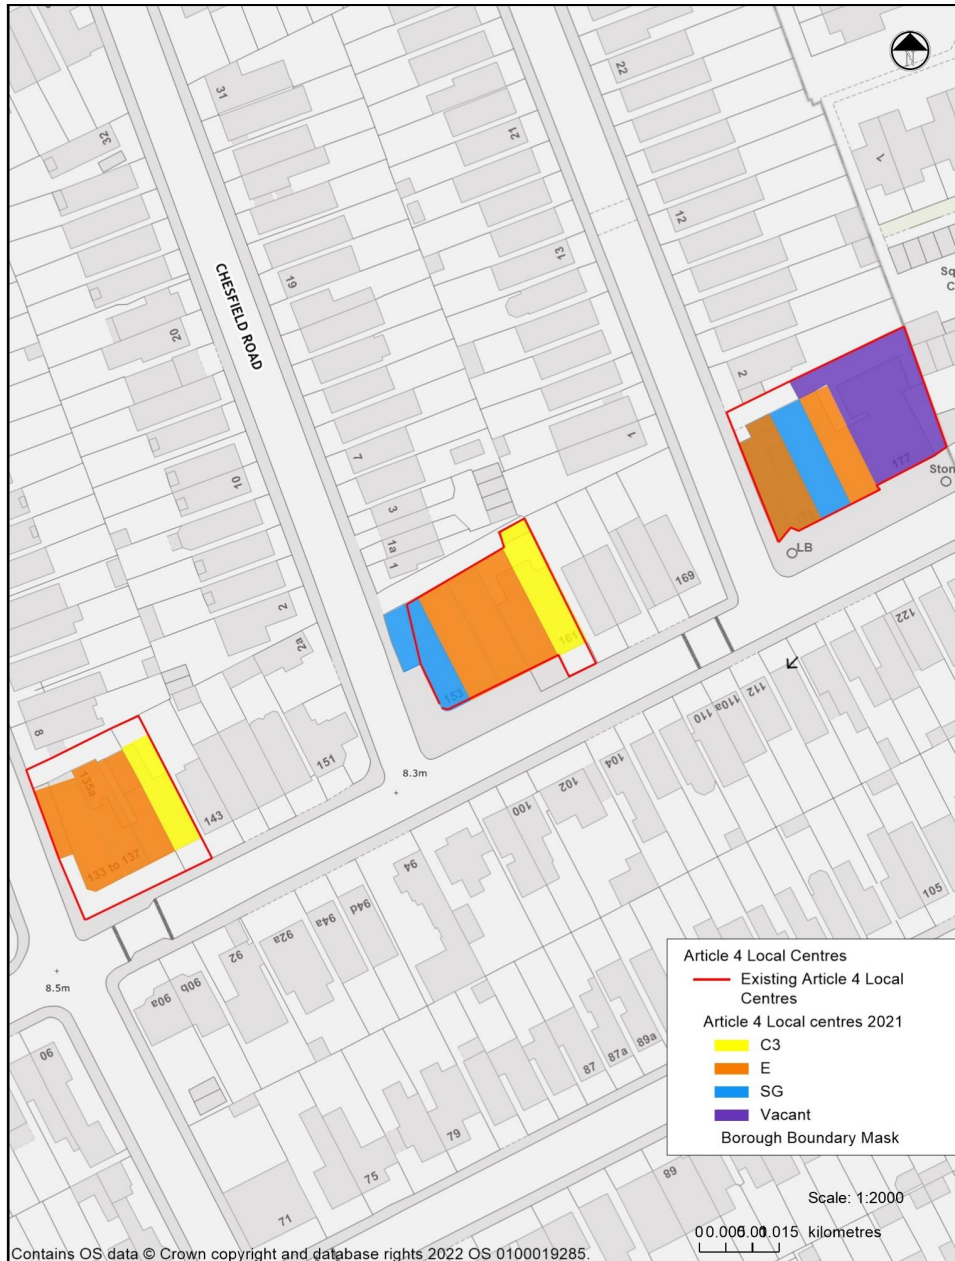 N
31
22
32
21
1
12
13
19
CHESFIELD ROAD
Sq
C
20
2
7
1
10
3
177
Ston
1a
LB
1
169
2
161
122
2a
153
8
112
110a
110
151
8.3m
104
135a
102
143
100
133 to 137
94
105
94d
94a
92a
92
8.5m
90b
90a
90
89a
87a
87
79
75
89
71
Article 4 Local Centres
Existing Article 4 Local
Centres
Article 4 Local centres 2021
C3
E
SG
Vacant
Borough Boundary Mask
Scale: 1:2000
kilometres
Contains OS data © Crown copyright and database rights 2022 OS 0100019285.